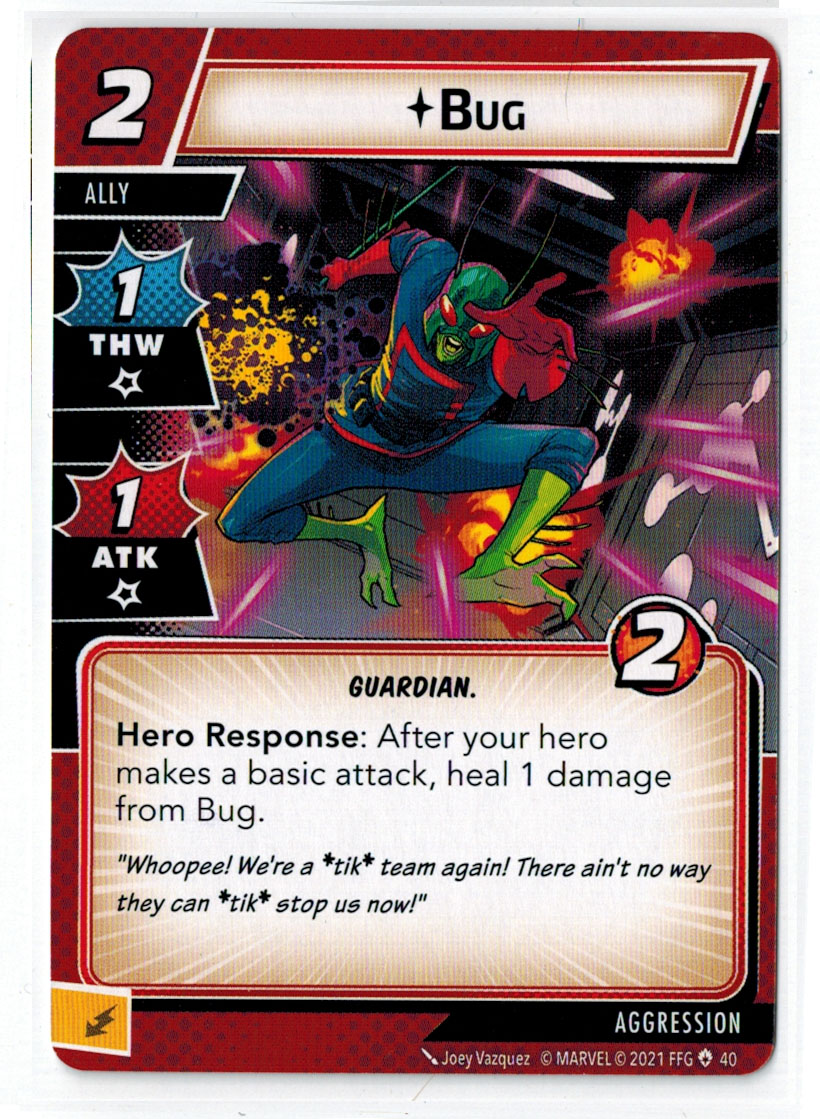 2
Bug
ALLY
1
THW
1
ATK
2
GUARDIAN.
Hero Response: After your hero
makes a basic attack, heal 1 damage
from Bug.
"Whoopee! We're a *tik* team again! There ain't no way
they can *tik* stop us now!"
AGGRESSION
Joey Vazquez © MARVEL © 2021 FFG 40